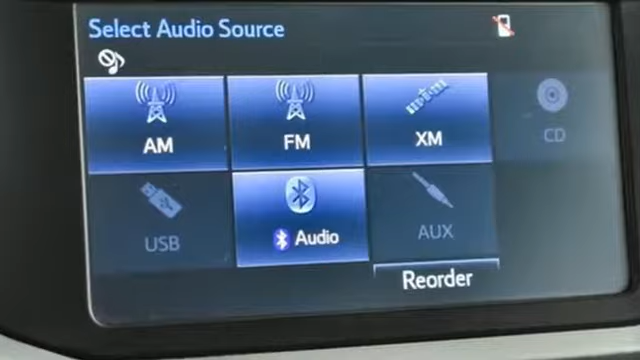 Select Audio Source
AM
FM
XM
CD
USB
Audio
AUX
Reorder